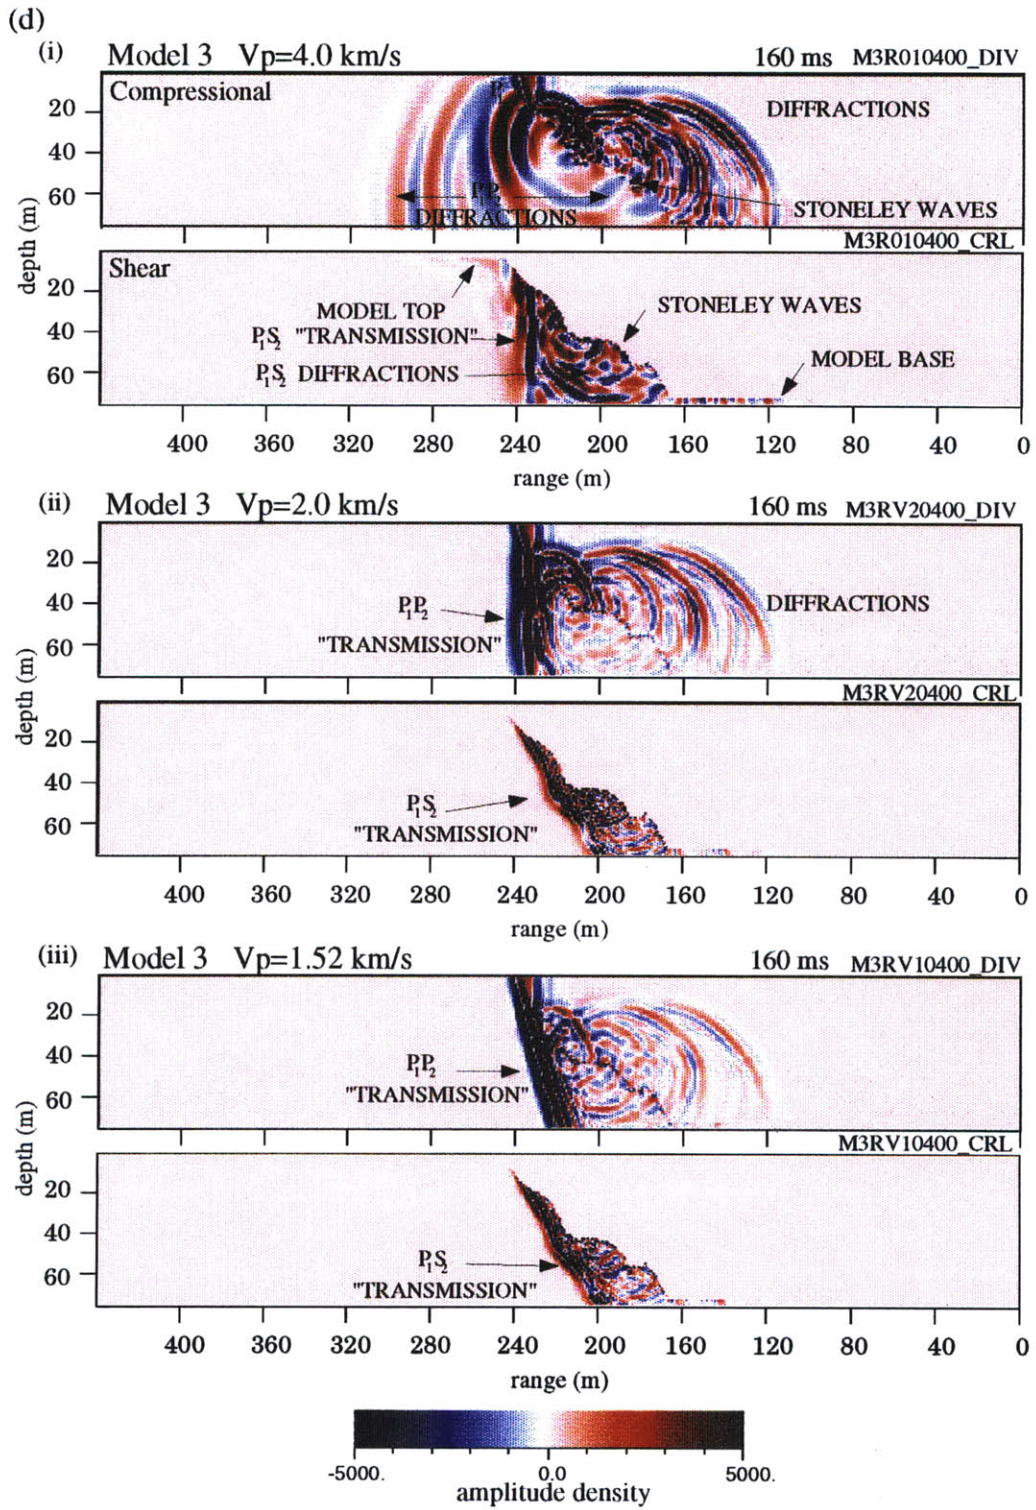 (d)
(i) Model 3 Vp=4.0 km/s 160 ms M3R010400_DIV
Compressional
P₁
DIFFRACTIONS
20
40
60
P₁P₂
DIFFRACTIONS
STONELEY WAVES
M3R010400_CRL
depth (m)
Shear
20
40
60
MODEL TOP
P₁S₂ "TRANSMISSION"
P₁S₂ DIFFRACTIONS
STONELEY WAVES
MODEL BASE
400 360 320 280 240 200 160 120 80 40 0
range (m)
(ii) Model 3 Vp=2.0 km/s 160 ms M3RV20400_DIV
20
40
60
P₁P₂
"TRANSMISSION"
DIFFRACTIONS
M3RV20400_CRL
depth (m)
20
40
60
P₁S₂
"TRANSMISSION"
400 360 320 280 240 200 160 120 80 40 0
range (m)
(iii) Model 3 Vp=1.52 km/s 160 ms M3RV10400_DIV
20
40
60
P₁P₂
"TRANSMISSION"
M3RV10400_CRL
depth (m)
20
40
60
P₁S₂
"TRANSMISSION"
400 360 320 280 240 200 160 120 80 40 0
range (m)
-5000. 0.0 5000.
amplitude density